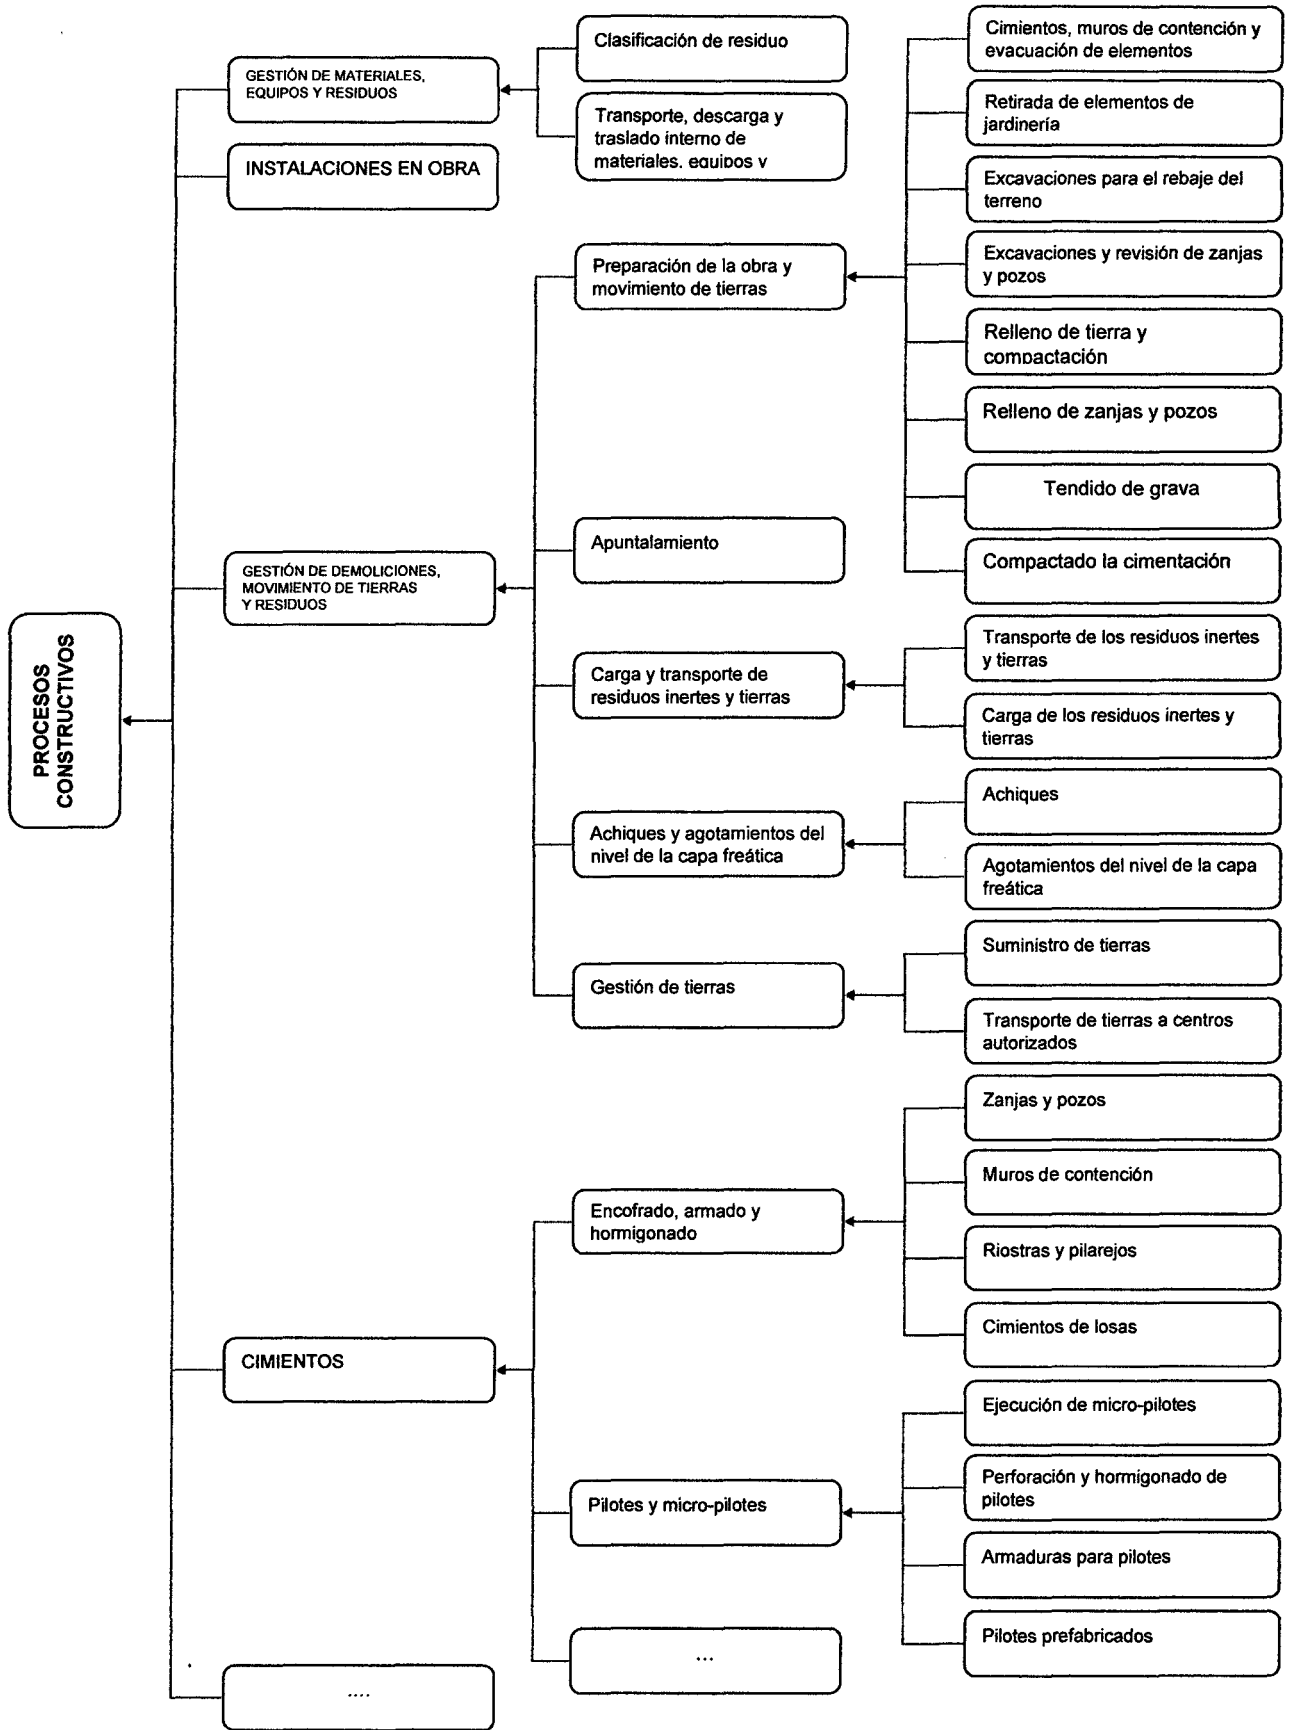 PROCESOS
CONSTRUCTIVOS
GESTIÓN DE MATERIALES,
EQUIPOS Y RESIDUOS
Clasificación de residuo
Transporte, descarga y
traslado interno de
materiales, equipos y
INSTALACIONES EN OBRA
GESTIÓN DE DEMOLICIONES,
MOVIMIENTO DE TIERRAS
Y RESIDUOS
Preparación de la obra y
movimiento de tierras
Cimientos, muros de contención y
evacuación de elementos
Retirada de elementos de
jardinería
Excavaciones para el rebaje del
terreno
Excavaciones y revisión de zanjas
y pozos
Relleno de tierra y
compactación
Relleno de zanjas y pozos
Tendido de grava
Compactado la cimentación
Apuntalamiento
Carga y transporte de
residuos inertes y tierras
Transporte de los residuos inertes
y tierras
Carga de los residuos inertes y
tierras
Achiques y agotamientos del
nivel de la capa freática
Achiques
Agotamientos del nivel de la capa
freática
Gestión de tierras
Suministro de tierras
Transporte de tierras a centros
autorizados
CIMIENTOS
Encofrado, armado y
hormigonado
Zanjas y pozos
Muros de contención
Riostras y pilarejos
Cimientos de losas
Pilotes y micro-pilotes
Ejecución de micro-pilotes
Perforación y hormigonado de
pilotes
Armaduras para pilotes
Pilotes prefabricados
...
....